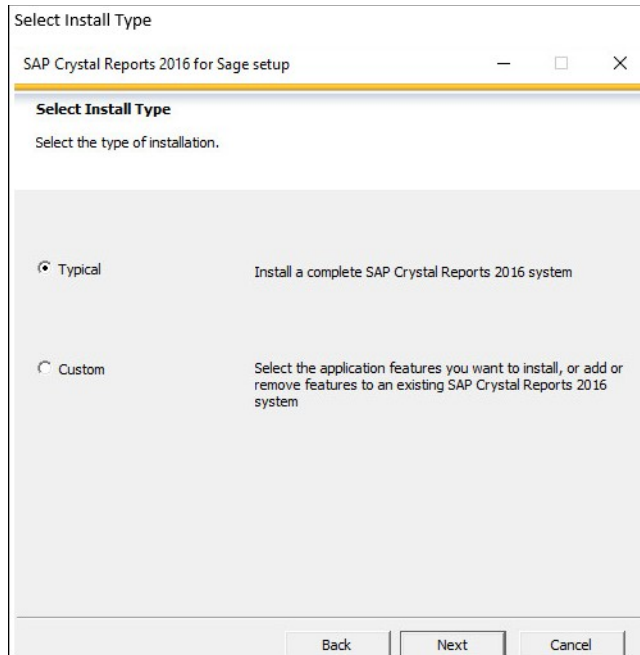 Select Install Type
SAP Crystal Reports 2016 for Sage setup
Select Install Type
Select the type of installation.
Typical
Install a complete SAP Crystal Reports 2016 system
Custom
Select the application features you want to install, or add or
remove features to an existing SAP Crystal Reports 2016
system
Back
Next
Cancel